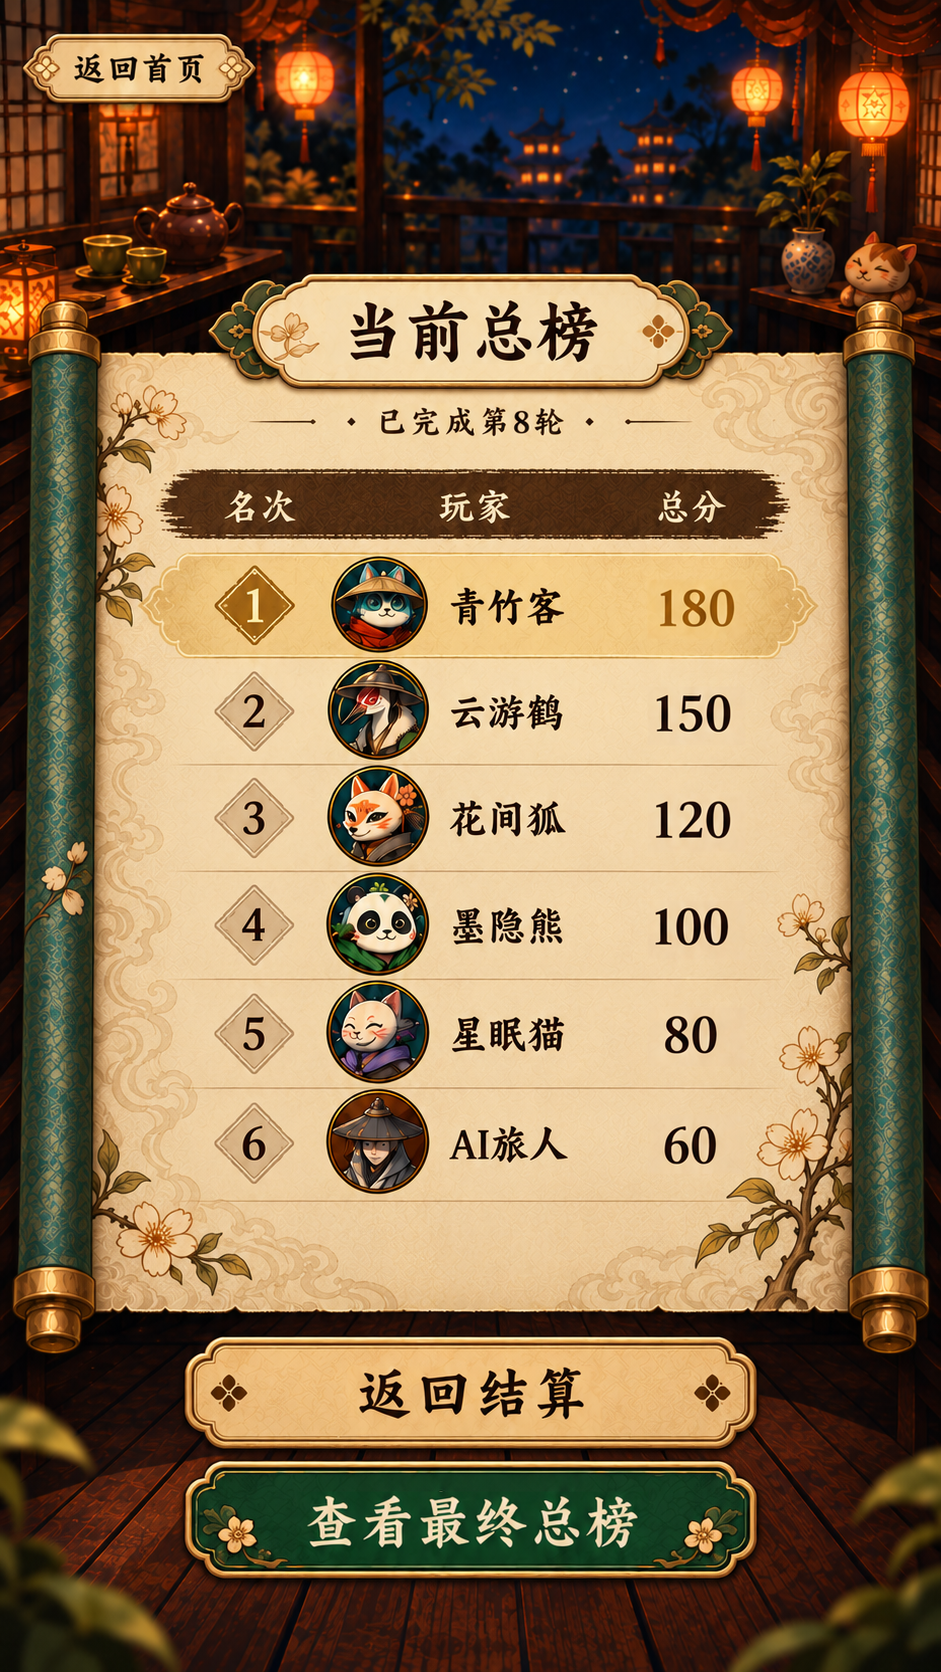 返回首页
当前总榜
已完成第8轮
名次 玩家 总分
1 青竹客 180
2 云游鹤 150
3 花间狐 120
4 墨隐熊 100
5 星眠猫 80
6 AI旅人 60
返回结算
查看最终总榜